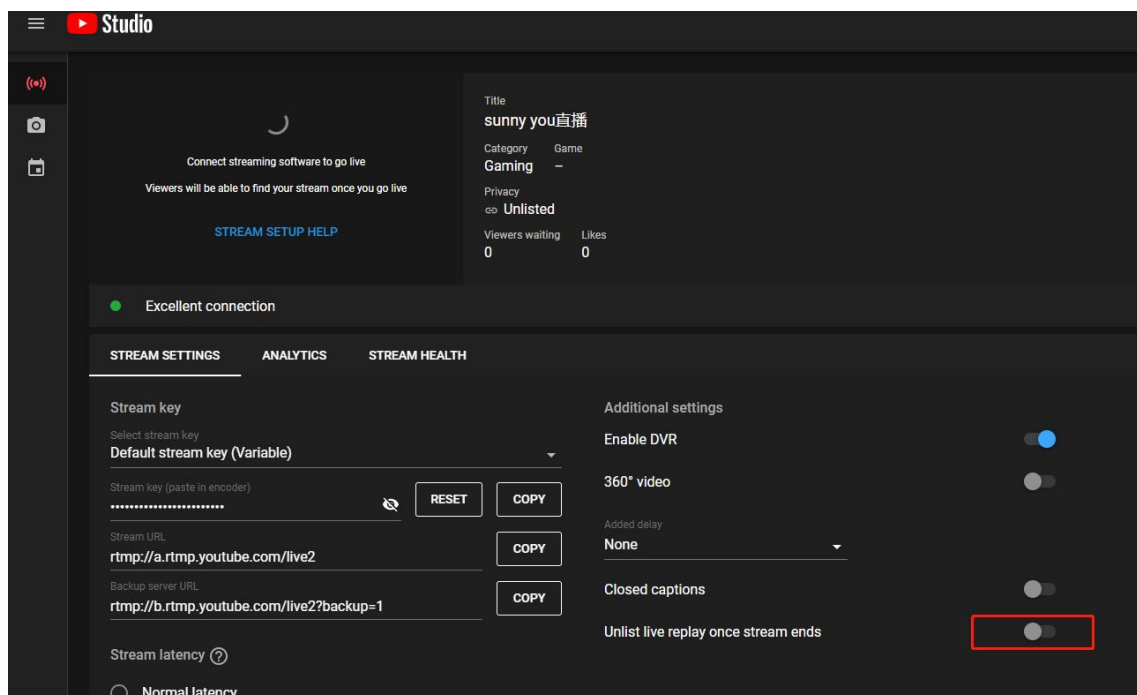 Studio
Connect streaming software to go live
Viewers will be able to find your stream once you go live
STREAM SETUP HELP
Title
sunny you直播
Category Game
Gaming –
Privacy
Unlisted
Viewers waiting Likes
0 0
Excellent connection
STREAM SETTINGS ANALYTICS STREAM HEALTH
Stream key
Select stream key
Default stream key (Variable)
Stream key (paste in encoder)
•••••••••••••••••••••••• RESET COPY
Stream URL
rtmp://a.rtmp.youtube.com/live2 COPY
Backup server URL
rtmp://b.rtmp.youtube.com/live2?backup=1 COPY
Stream latency ?
Normal latency
Additional settings
Enable DVR
360° video
Added delay
None
Closed captions
Unlist live replay once stream ends